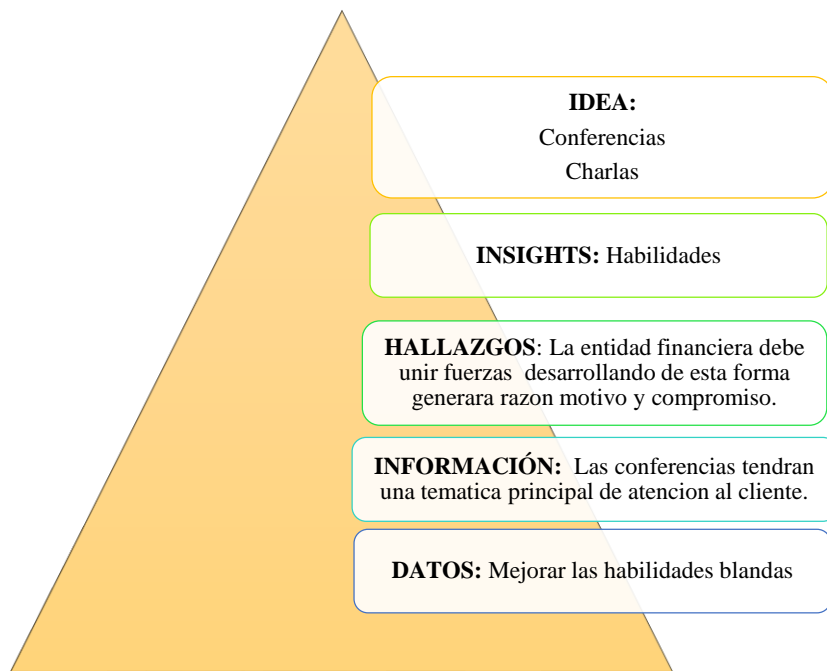 IDEA:
Conferencias
Charlas
INSIGHTS: Habilidades
HALLAZGOS: La entidad financiera debe
unir fuerzas desarrollando de esta forma
generara razon motivo y compromiso.
INFORMACIÓN: Las conferencias tendran
una tematica principal de atencion al cliente.
DATOS: Mejorar las habilidades blandas